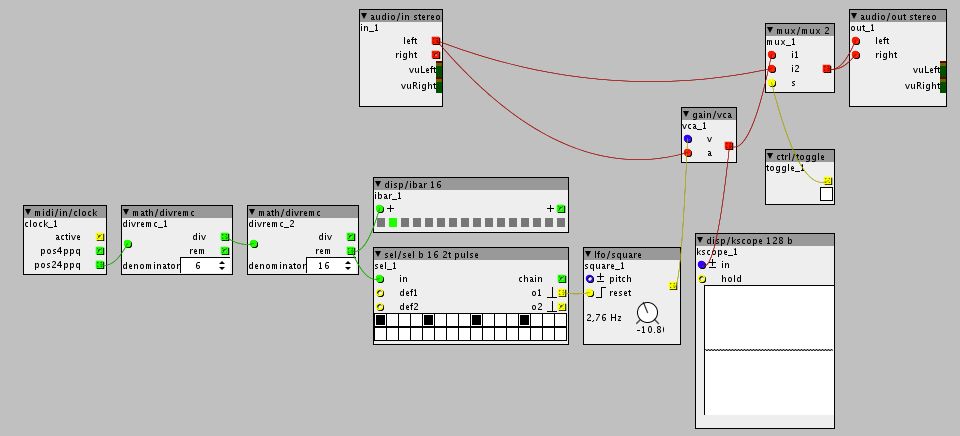 audio/in stereo
in_1
left
right
vuLeft
vuRight
mux/mux 2
mux_1
i1
i2
s
audio/out stereo
out_1
left
right
vuLeft
vuRight
gain/vca
vca_1
v
a
ctrl/toggle
toggle_1
midi/in/clock
clock_1
active
pos4ppq
pos24ppq
math/divremc
divremc_1
div
rem
denominator 6
math/divremc
divremc_2
div
rem
denominator 16
disp/ibar 16
ibar_1
+ +
sel/sel b 16 2t pulse
sel_1
in chain
def1 o1
def2 o2
lfo/square
square_1
± pitch
reset
2,76 Hz
-10.8
disp/kscope 128 b
kscope_1
± in
hold